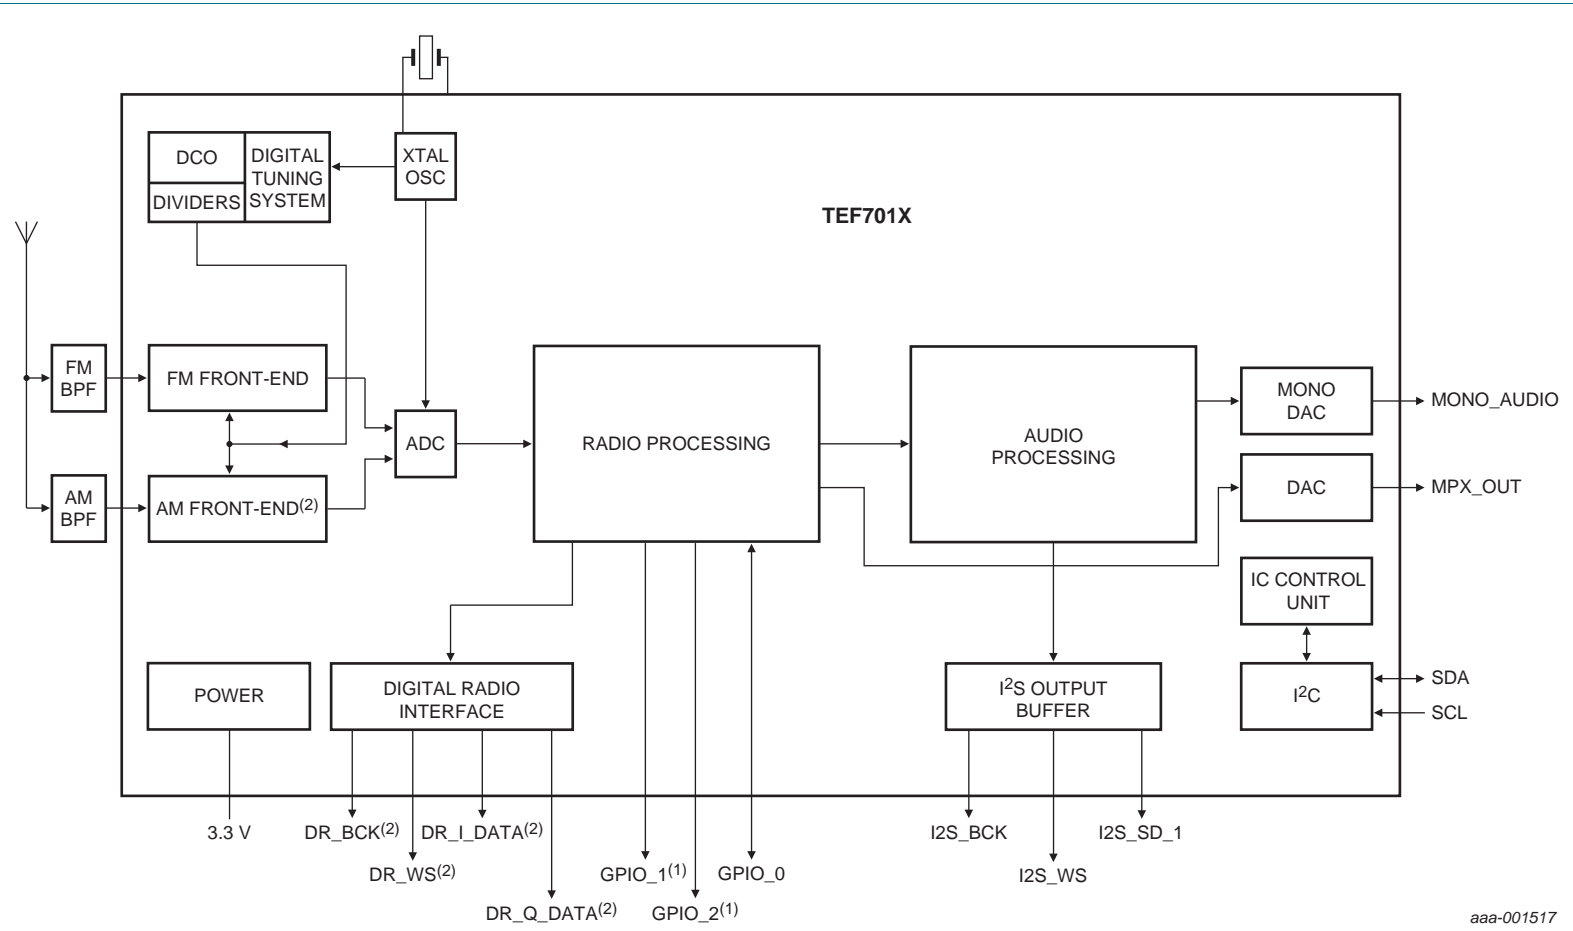 DCO
DIVIDERS
DIGITAL
TUNING
SYSTEM
XTAL
OSC
TEF701X
FM
BPF
FM FRONT-END
AM
BPF
AM FRONT-END(2)
ADC
RADIO PROCESSING
AUDIO
PROCESSING
MONO
DAC
MONO_AUDIO
DAC
MPX_OUT
IC CONTROL
UNIT
I2C
SDA
SCL
POWER
DIGITAL RADIO
INTERFACE
I2S OUTPUT
BUFFER
3.3 V
DR_BCK(2)
DR_I_DATA(2)
I2S_BCK
I2S_SD_1
DR_WS(2)
GPIO_1(1)
GPIO_0
I2S_WS
DR_Q_DATA(2)
GPIO_2(1)
aaa-001517